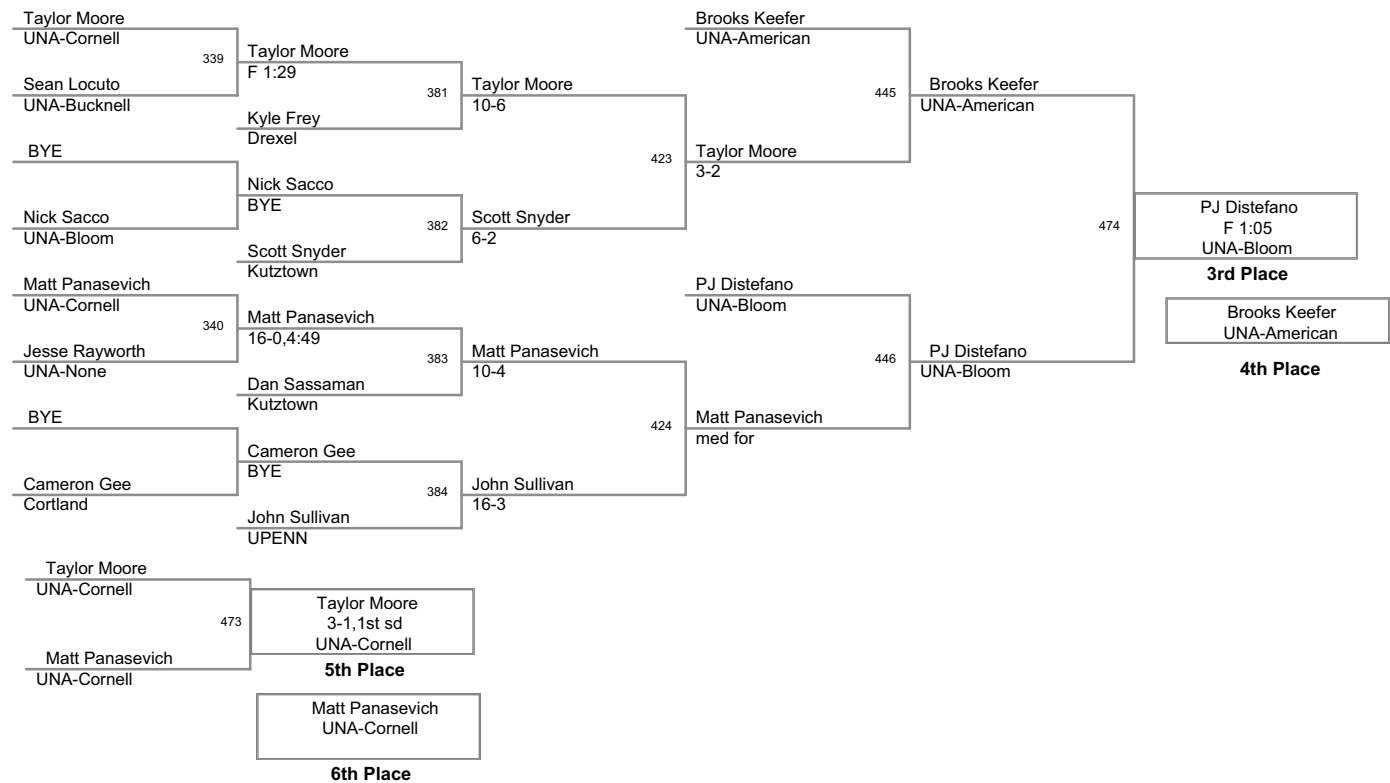 Taylor Moore
UNA-Cornell
339
Sean Locuto
UNA-Bucknell
BYE
Nick Sacco
UNA-Bloom
Matt Panasevich
UNA-Cornell
340
Jesse Rayworth
UNA-None
BYE
Cameron Gee
Cortland
Taylor Moore
F 1:29
381
Kyle Frey
Drexel
Nick Sacco
BYE
382
Scott Snyder
Kutztown
Matt Panasevich
16-0,4:49
383
Dan Sassaman
Kutztown
Cameron Gee
BYE
384
John Sullivan
UPENN
Taylor Moore
10-6
423
Scott Snyder
6-2
Matt Panasevich
10-4
424
John Sullivan
16-3
Brooks Keefer
UNA-American
445
Taylor Moore
3-2
PJ Distefano
UNA-Bloom
446
Matt Panasevich
med for
Brooks Keefer
UNA-American
474
PJ Distefano
UNA-Bloom
PJ Distefano
F 1:05
UNA-Bloom
3rd Place
Brooks Keefer
UNA-American
4th Place
Taylor Moore
UNA-Cornell
473
Matt Panasevich
UNA-Cornell
Taylor Moore
3-1,1st sd
UNA-Cornell
5th Place
Matt Panasevich
UNA-Cornell
6th Place